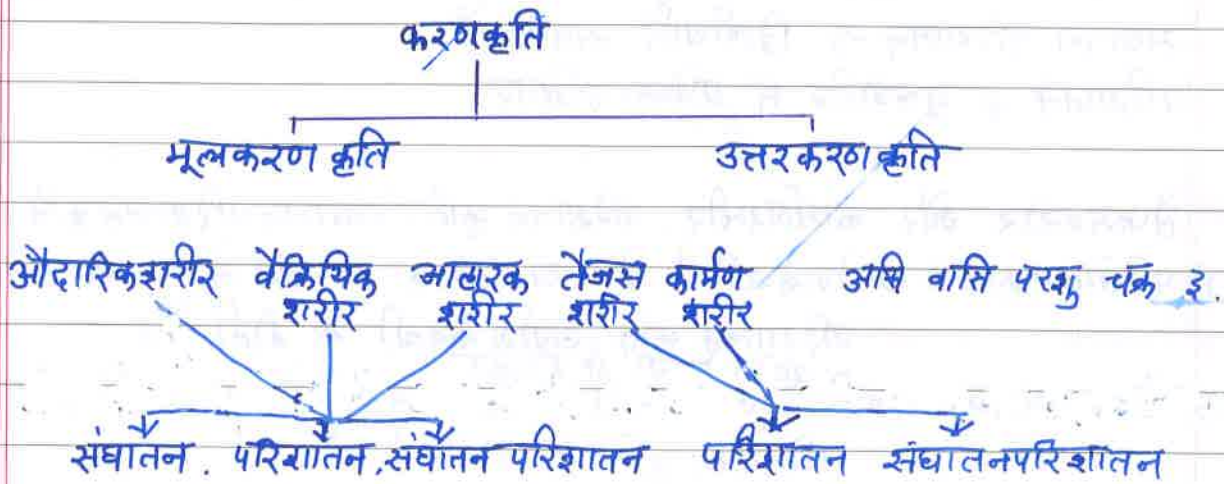 करणकृति
मूलकरण कृति उत्तरकरण कृति
औदारिकशरीर वैक्रियिक आहारक तैजस कार्मण असि वासि परशु चक्र इ.
शरीर शरीर शरीर शरीर
संघातन. परिशातन, संघातन परिशातन परिशातन संघातनपरिशातन